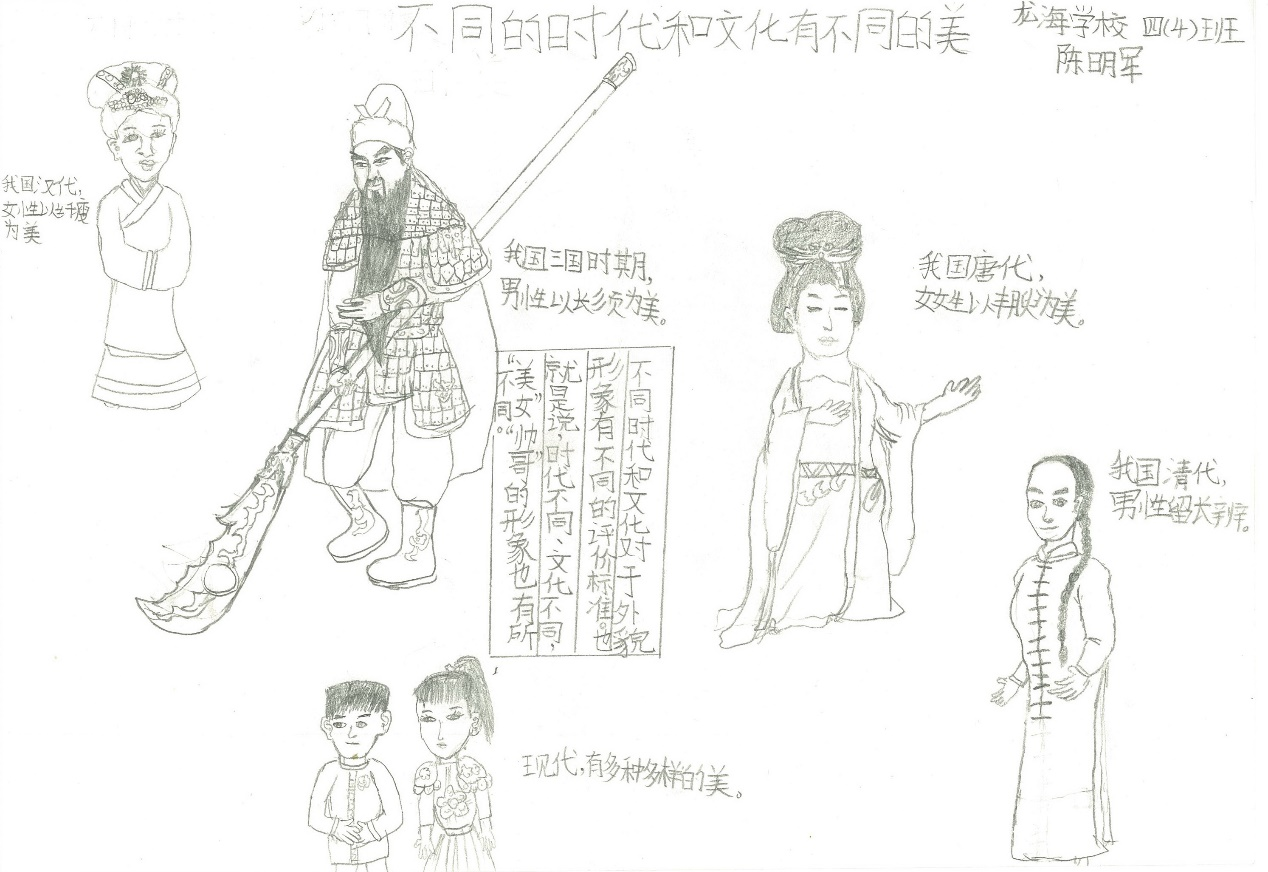 不同的时代和文化有不同的美
龙海学校 四(4)班
陈明军
我国汉代,
女性以纤瘦
为美
我国三国时期,
男性以长须为美。
我国唐代,
女性以丰腴为美。
不同时代和文化对于外貌
形象有不同的评价标准。也
就是说,时代不同、文化不同,
“美女”“帅哥”的形象也有所
不同。
我国清代,
男性留长辫。
现代,有多种多样的美。